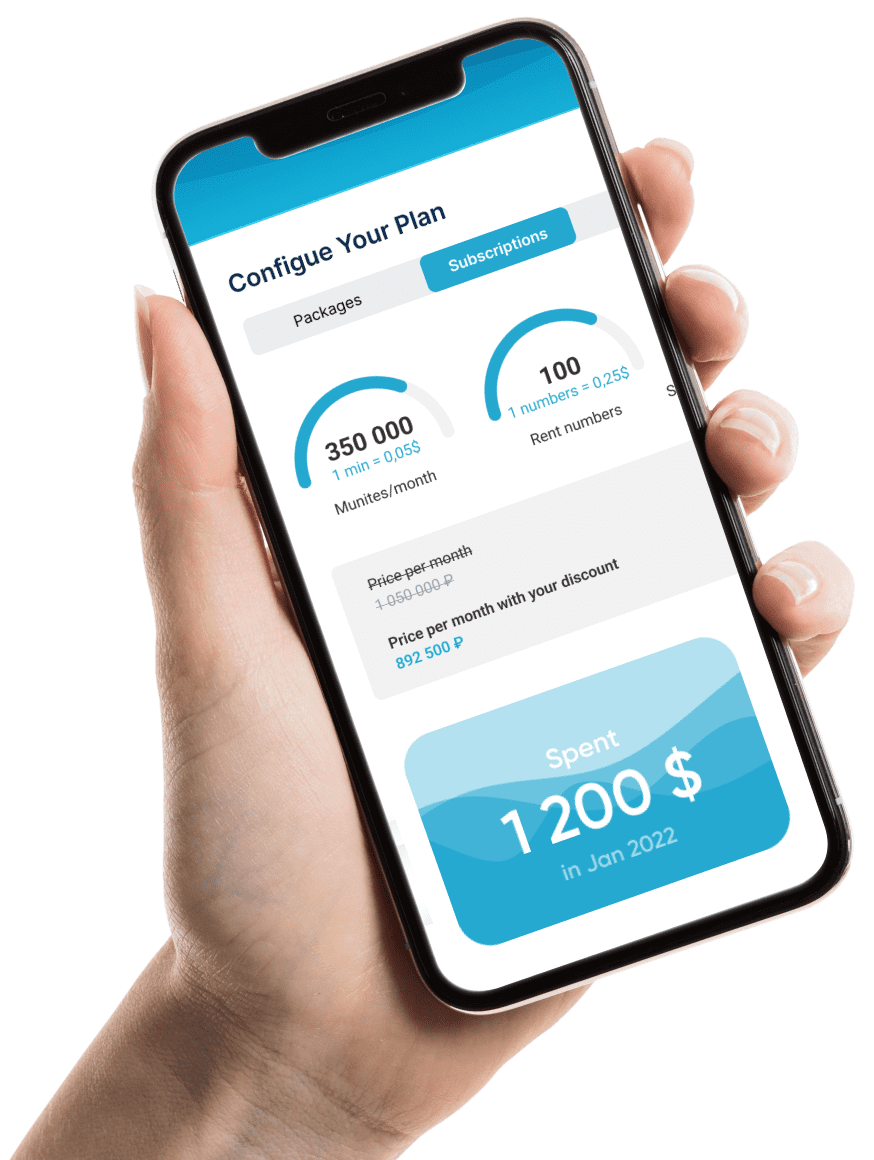 Configue Your Plan
Packages
Subscriptions
350 000
1 min = 0,05$
Munites/month
100
1 numbers = 0,25$
Rent numbers
S
Price per month
1 050 000 ₽
Price per month with your discount
892 500 ₽
Spent
1 200 $
in Jan 2022